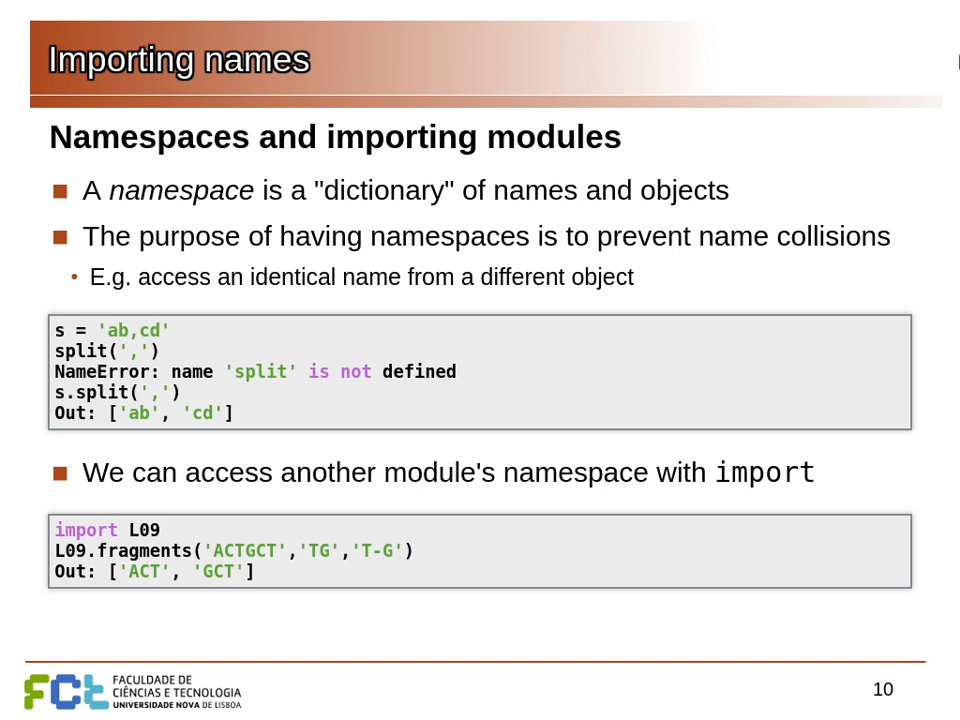 Importing names
Namespaces and importing modules
A namespace is a "dictionary" of names and objects
The purpose of having namespaces is to prevent name collisions
• E.g. access an identical name from a different object
s = 'ab,cd'
split(',')
NameError: name 'split' is not defined
s.split(',')
Out: ['ab', 'cd']
We can access another module's namespace with import
import L09
L09.fragments('ACTGCT','TG','T-G')
Out: ['ACT', 'GCT']
FCt
FACULDADE DE
CIÊNCIAS E TECNOLOGIA
UNIVERSIDADE NOVA DE LISBOA
10